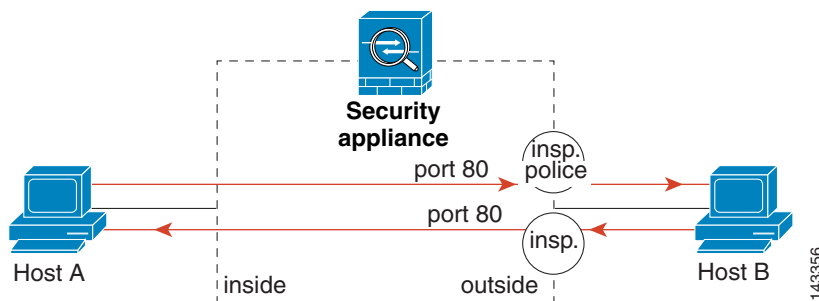 Security
appliance
insp.
police
port 80
port 80
insp.
Host A
inside
outside
Host B
143356